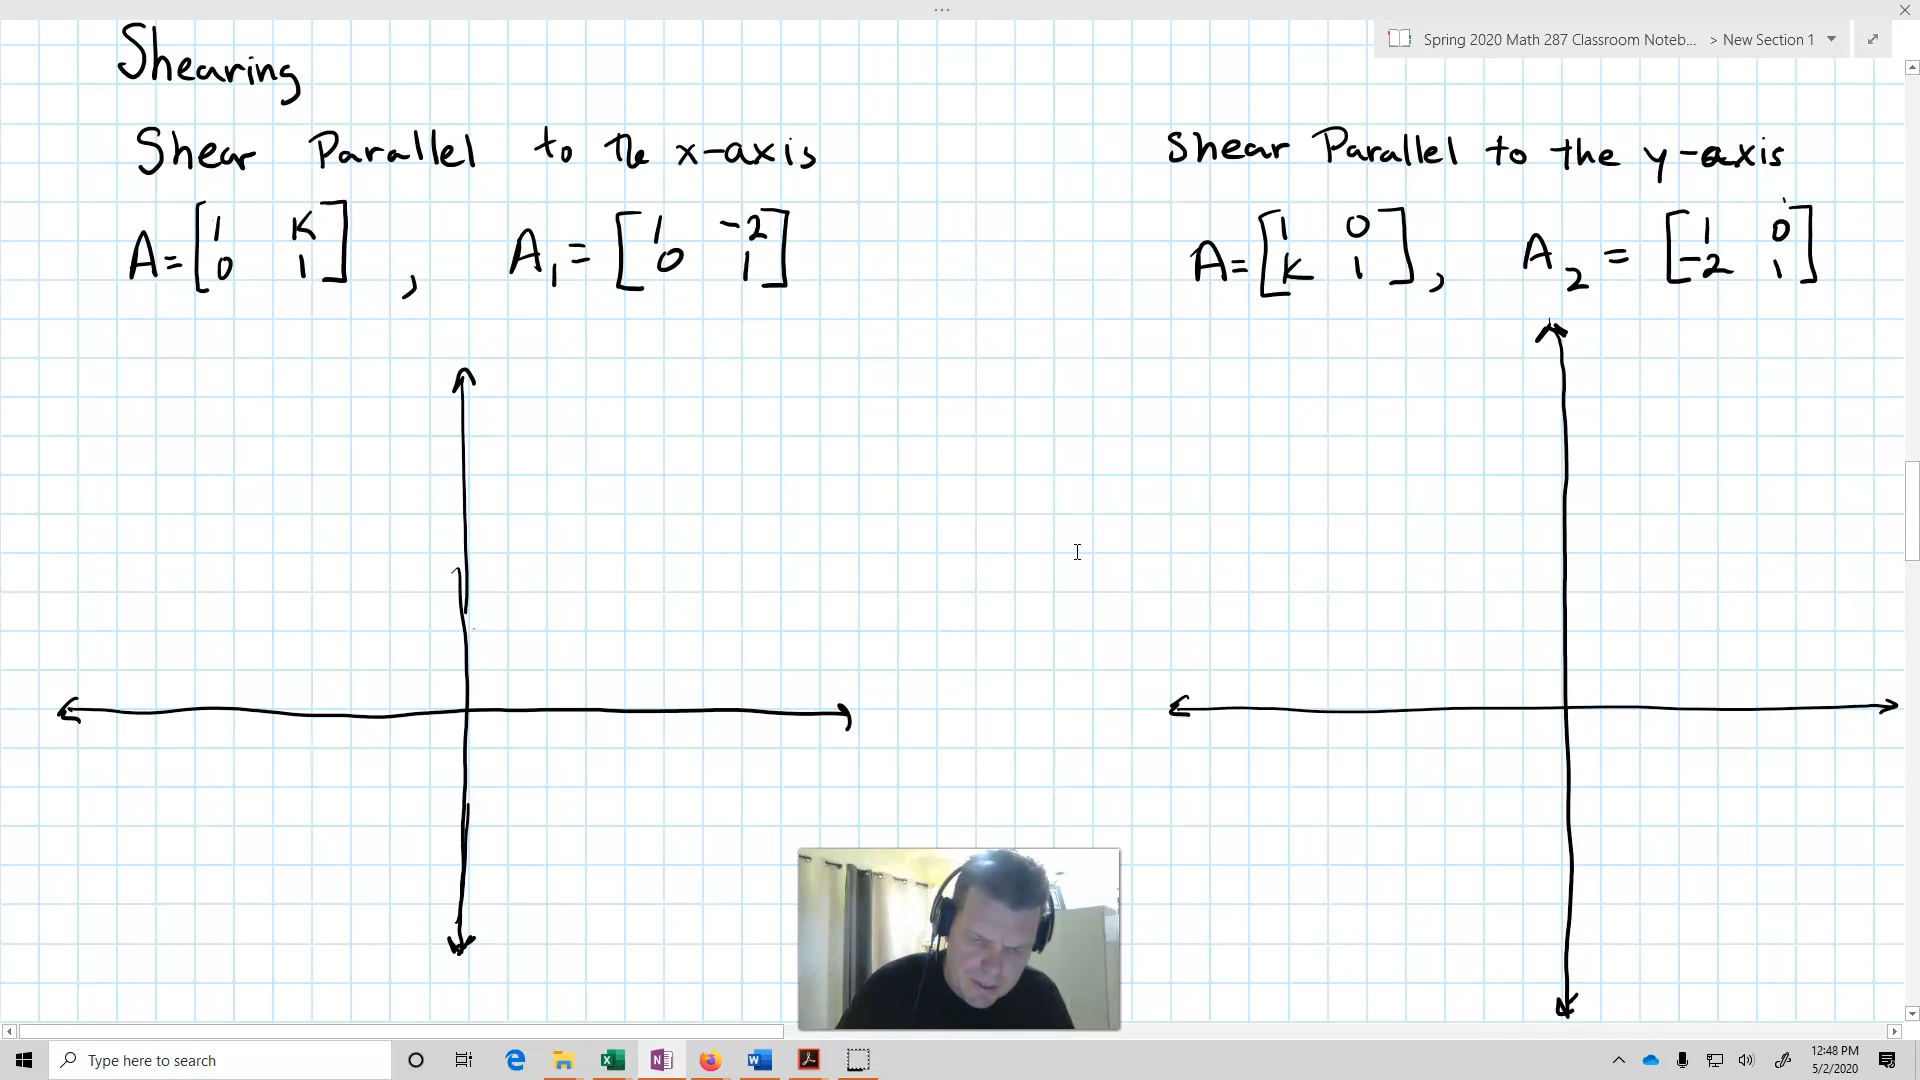 Spring 2020 Math 287 Classroom Noteb... > New Section 1
Shearing
Shear Parallel to the x-axis
A = [1 K
0 1] , A₁ = [1 -2
0 1]
Shear Parallel to the y-axis
A = [1 0
K 1] , A₂ = [1 0
-2 1]
Type here to search
12:48 PM
5/2/2020